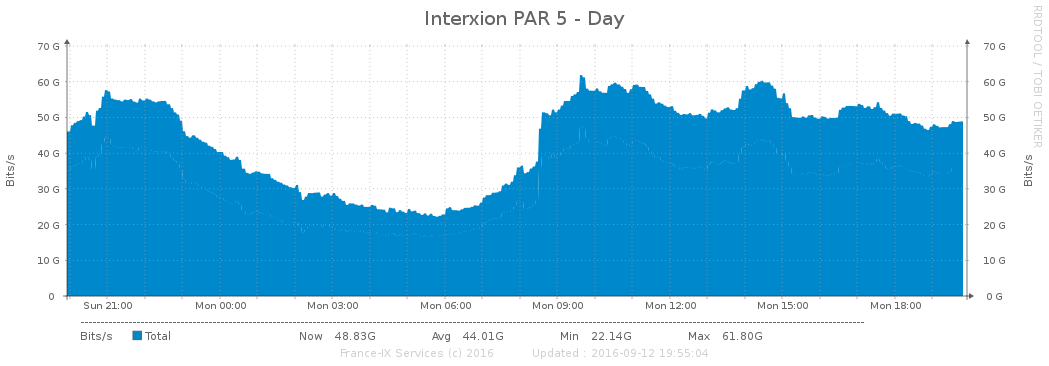 Interxion PAR 5 - Day
RRDTOOL / TOBI OETIKER
70 G 70 G
60 G 60 G
50 G 50 G
40 G 40 G
30 G 30 G
20 G 20 G
10 G 10 G
0 0 G
Bits/s Bits/s
Sun 21:00 Mon 00:00 Mon 03:00 Mon 06:00 Mon 09:00 Mon 12:00 Mon 15:00 Mon 18:00
Bits/s Total Now 48.83G Avg 44.01G Min 22.14G Max 61.80G
France-IX Services (c) 2016 Updated : 2016-09-12 19:55:04